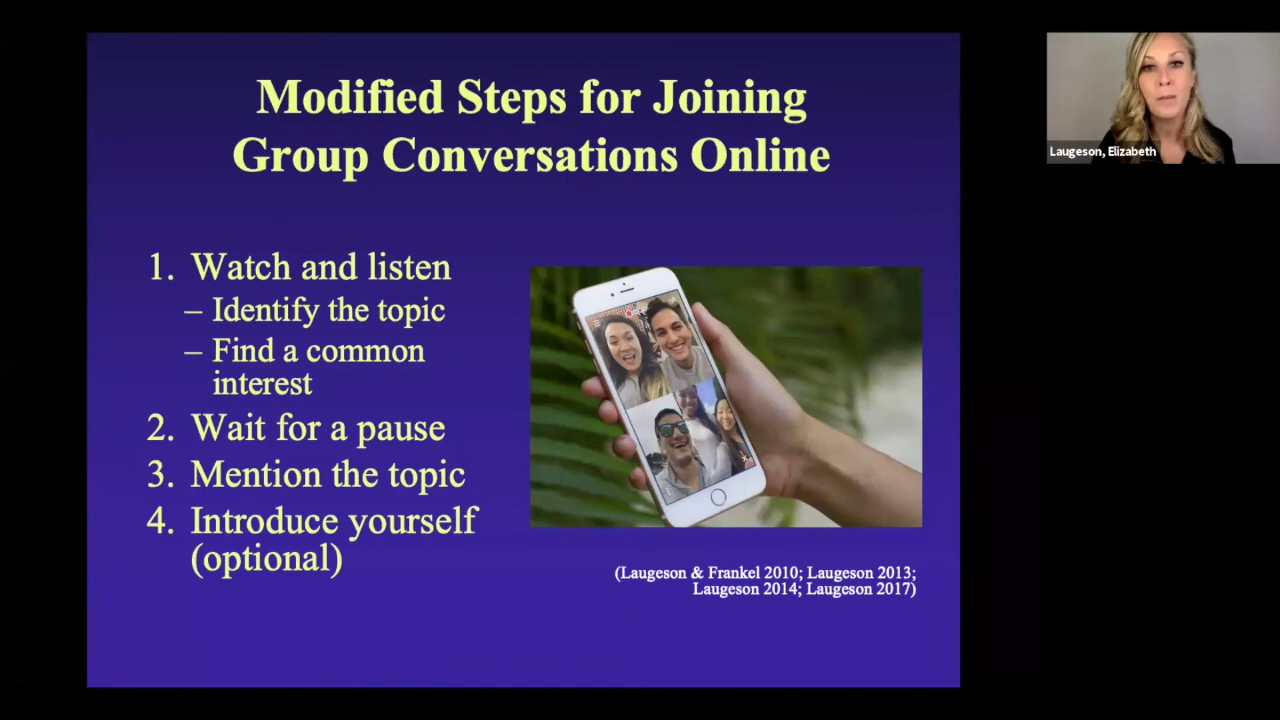 Modified Steps for Joining
Group Conversations Online
1. Watch and listen
– Identify the topic
– Find a common
interest
2. Wait for a pause
3. Mention the topic
4. Introduce yourself
(optional)
(Laugeson & Frankel 2010; Laugeson 2013;
Laugeson 2014; Laugeson 2017)
Laugeson, Elizabeth